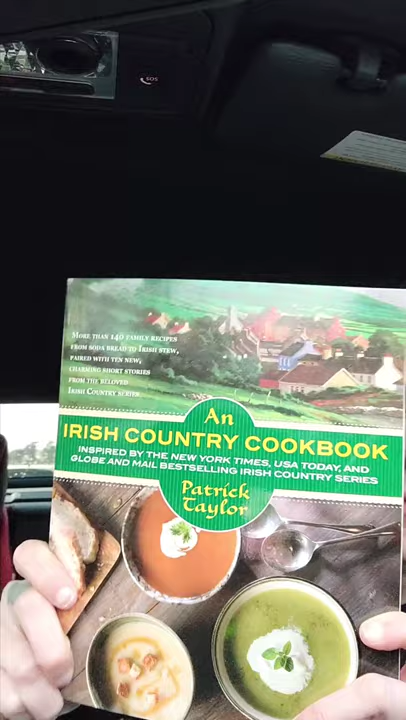 SOS
More than 140 family recipes
from soda bread to Irish stew,
paired with ten new,
charming short stories
from the beloved
Irish Country series
An
IRISH COUNTRY COOKBOOK
INSPIRED BY THE NEW YORK TIMES, USA TODAY, AND
GLOBE AND MAIL BESTSELLING IRISH COUNTRY SERIES
Patrick
Taylor